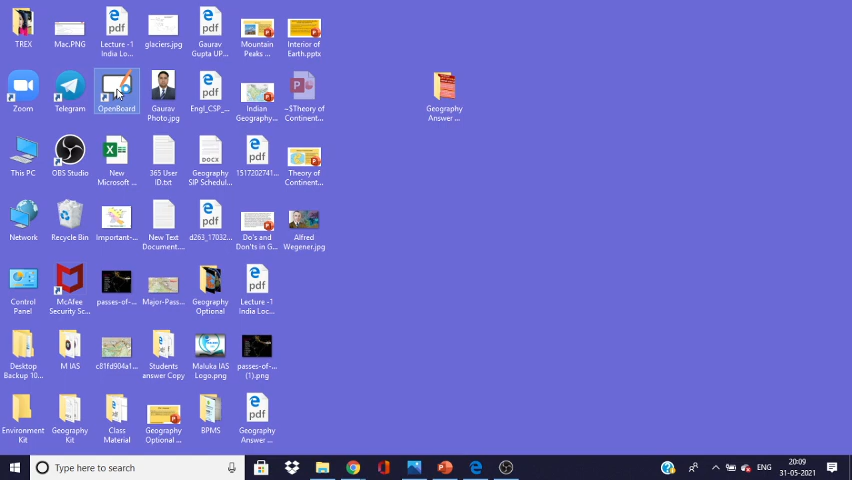 TREX
Mac.PNG
Lecture -1
India Lo...
glaciers.jpg
Gaurav
Gupta UP...
Mountain
Peaks ...
Interior of
Earth.pptx
Zoom
Telegram
OpenBoard
Gaurav
Photo.jpg
Engl_CSP_...
Indian
Geography...
~$Theory of
Continent...
Geography
Answer ...
This PC
OBS Studio
New
Microsoft ...
365 User
ID.txt
Geography
SIP Schedul...
1517202741...
Theory of
Continent...
Network
Recycle Bin
Important-...
New Text
Document....
d263_17032...
Do's and
Don'ts in G...
Alfred
Wegener.jpg
Control
Panel
McAfee
Security Sc...
passes-of-...
Major-Pass...
Geography
Optional
Lecture -1
India Loc...
Desktop
Backup 10...
M IAS
c81fd904a1...
Students
answer Copy
Maluka IAS
Logo.png
passes-of-...
(1).png
Environment
Kit
Geography
Kit
Class
Material
Geography
Optional ...
BPMS
Geography
Answer ...
Type here to search
ENG
20:09
31-05-2021